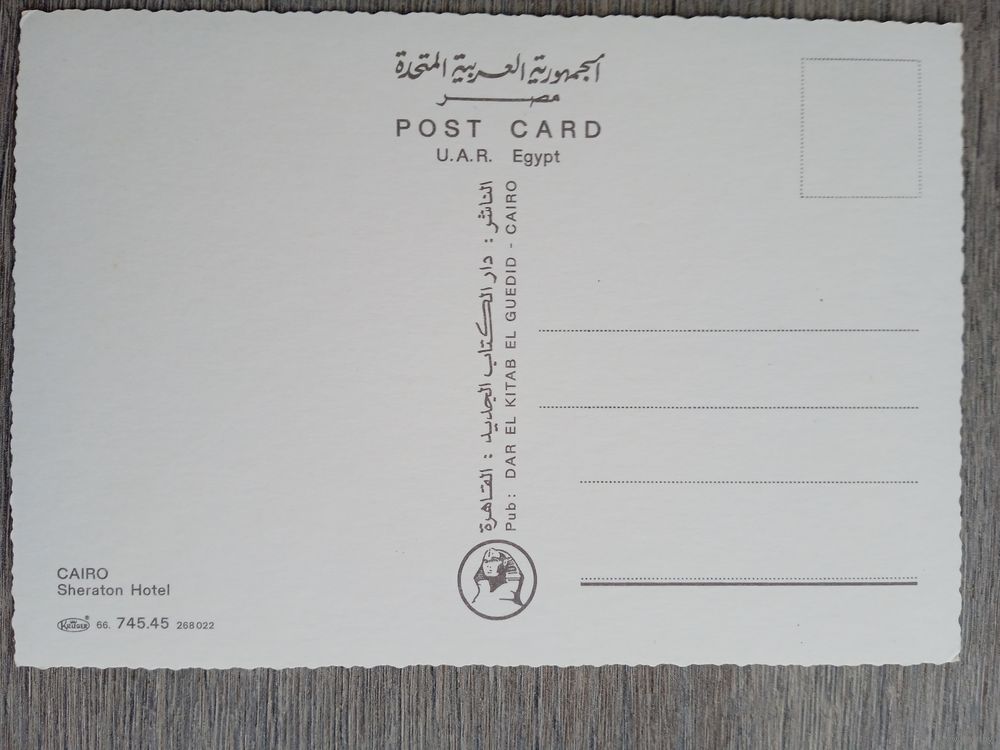 الجمهورية العربية المتحدة
مصر
POST CARD
U.A.R. Egypt
الناشر : دار الكتاب الجديد : القاهرة
Pub: DAR EL KITAB EL GUEDID - CAIRO
CAIRO
Sheraton Hotel
KRÜGER® 66. 745.45 268022